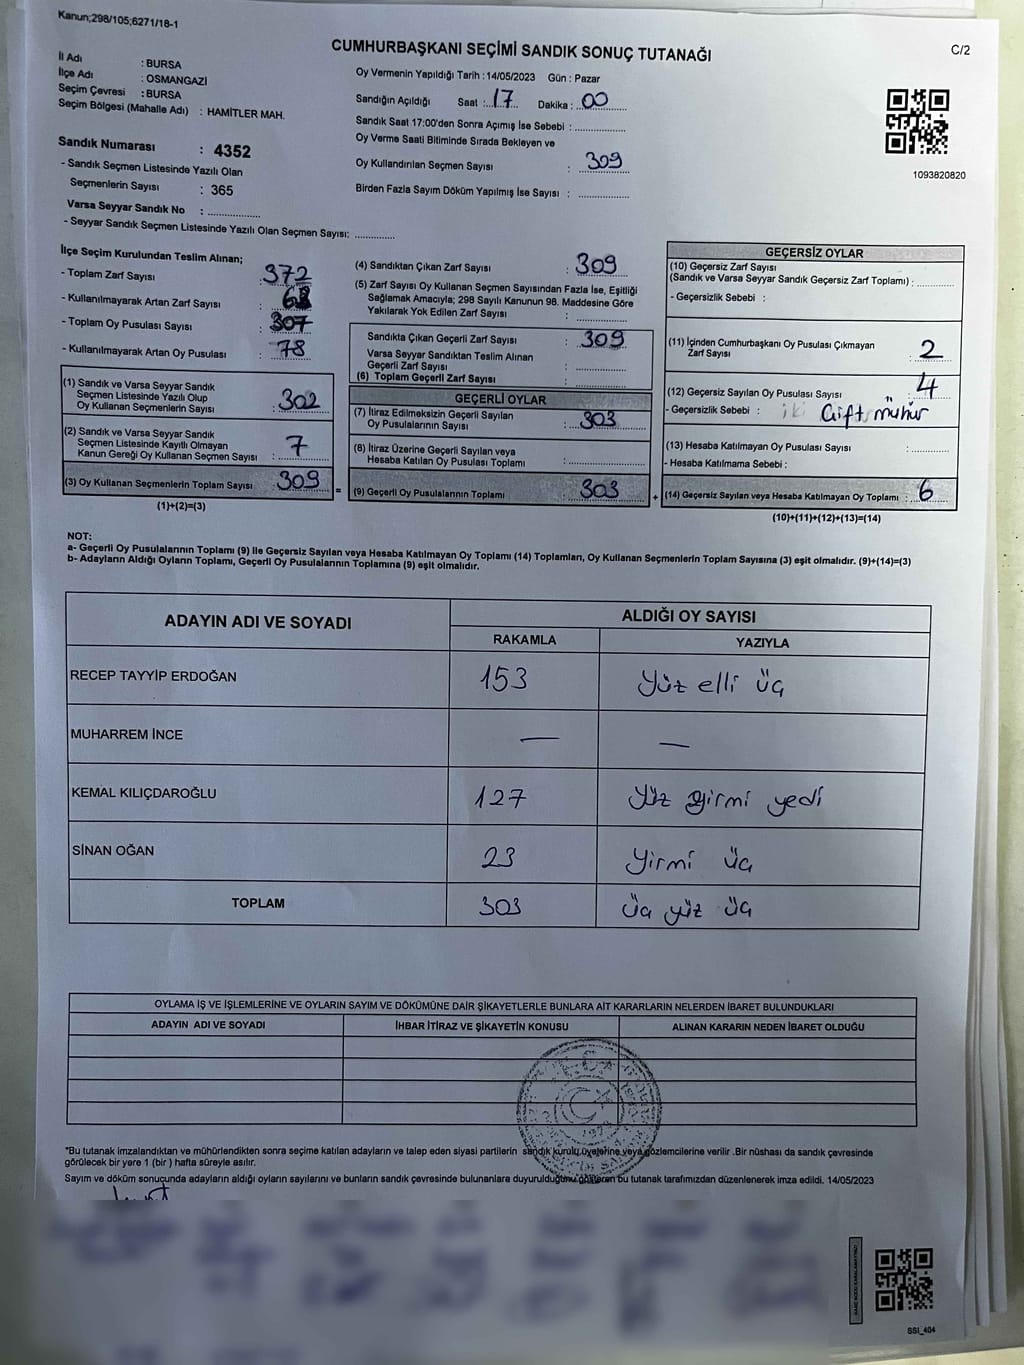 Kanun;298/105;6271/18-1
CUMHURBAŞKANI SEÇİMİ SANDIK SONUÇ TUTANAĞI
C/2
İl Adı : BURSA
İlçe Adı : OSMANGAZİ
Seçim Çevresi : BURSA
Seçim Bölgesi (Mahalle Adı) : HAMİTLER MAH.
Sandık Numarası : 4352
- Sandık Seçmen Listesinde Yazılı Olan
Seçmenlerin Sayısı : 365
Varsa Seyyar Sandık No :
- Seyyar Sandık Seçmen Listesinde Yazılı Olan Seçmen Sayısı:
Oy Vermenin Yapıldığı Tarih : 14/05/2023 Gün : Pazar
Sandığın Açıldığı Saat : 17 Dakika : 00
Sandık Saat 17:00'den Sonra Açımış İse Sebebi :
Oy Verme Saati Bitiminde Sırada Bekleyen ve
Oy Kullandırılan Seçmen Sayısı : 309
Birden Fazla Sayım Döküm Yapılmış İse Sayısı :
1093820820
İlçe Seçim Kurulundan Teslim Alınan;
- Toplam Zarf Sayısı : 372
- Kullanılmayarak Artan Zarf Sayısı :
- Toplam Oy Pusulası Sayısı : 307
- Kullanılmayarak Artan Oy Pusulası : 78
(1) Sandık ve Varsa Seyyar Sandık
Seçmen Listesinde Yazılı Olup
Oy Kullanan Seçmenlerin Sayısı : 302
(2) Sandık ve Varsa Seyyar Sandık
Seçmen Listesinde Kayıtlı Olmayan
Kanun Gereği Oy Kullanan Seçmen Sayısı : 7
(3) Oy Kullanan Seçmenlerin Toplam Sayısı : 309
(1)+(2)=(3)
=
(4) Sandıktan Çıkan Zarf Sayısı : 309
(5) Zarf Sayısı Oy Kullanan Seçmen Sayısından Fazla İse, Eşitliği
Sağlamak Amacıyla; 298 Sayılı Kanunun 98. Maddesine Göre
Yakılarak Yok Edilen Zarf Sayısı :
Sandıkta Çıkan Geçerli Zarf Sayısı : 309
Varsa Seyyar Sandıktan Teslim Alınan
Geçerli Zarf Sayısı :
(6) Toplam Geçerli Zarf Sayısı :
GEÇERLİ OYLAR
(7) İtiraz Edilmeksizin Geçerli Sayılan
Oy Pusulalarının Sayısı : 303
(8) İtiraz Üzerine Geçerli Sayılan veya
Hesaba Katılan Oy Pusulası Toplamı :
(9) Geçerli Oy Pusulalarının Toplamı : 303
+
GEÇERSİZ OYLAR
(10) Geçersiz Zarf Sayısı
(Sandık ve Varsa Seyyar Sandık Geçersiz Zarf Toplamı) :
- Geçersizlik Sebebi :
(11) İçinden Cumhurbaşkanı Oy Pusulası Çıkmayan
Zarf Sayısı : 2
(12) Geçersiz Sayılan Oy Pusulası Sayısı : 4
- Geçersizlik Sebebi : iki Çift mühür
(13) Hesaba Katılmayan Oy Pusulası Sayısı :
- Hesaba Katılmama Sebebi :
(14) Geçersiz Sayılan veya Hesaba Katılmayan Oy Toplamı : 6
(10)+(11)+(12)+(13)=(14)
NOT:
a- Geçerli Oy Pusulalarının Toplamı (9) İle Geçersiz Sayılan veya Hesaba Katılmayan Oy Toplamı (14) Toplamları, Oy Kullanan Seçmenlerin Toplam Sayısına (3) eşit olmalıdır. (9)+(14)=(3)
b- Adayların Aldığı Oyların Toplamı, Geçerli Oy Pusulalarının Toplamına (9) eşit olmalıdır.
ADAYIN ADI VE SOYADI ALDIĞI OY SAYISI
RAKAMLA YAZIYLA
RECEP TAYYİP ERDOĞAN 153 Yüz elli üç
MUHARREM İNCE — —
KEMAL KILIÇDAROĞLU 127 Yüz yirmi yedi
SİNAN OĞAN 23 Yirmi üç
TOPLAM 303 Üç yüz üç
OYLAMA İŞ VE İŞLEMLERİNE VE OYLARIN SAYIM VE DÖKÜMÜNE DAİR ŞİKAYETLERLE BUNLARA AİT KARARLARIN NELERDEN İBARET BULUNDUKLARI
ADAYIN ADI VE SOYADI İHBAR İTİRAZ VE ŞİKAYETİN KONUSU ALINAN KARARIN NEDEN İBARET OLDUĞU
*Bu tutanak imzalandıktan ve mühürlendikten sonra seçime katılan adayların ve talep eden siyasi partilerin sandık kurulu üyelerine veya gözlemcilerine verilir .Bir nüshası da sandık çevresinde
görülecek bir yere 1 (bir ) hafta süreyle asılır.
Sayım ve döküm sonucunda adayların aldığı oyların sayılarını ve bunların sandık çevresinde bulunanlara duyurulduğunu gösteren bu tutanak tarafımızdan düzenlenerek imza edildi. 14/05/2023
SSI_404